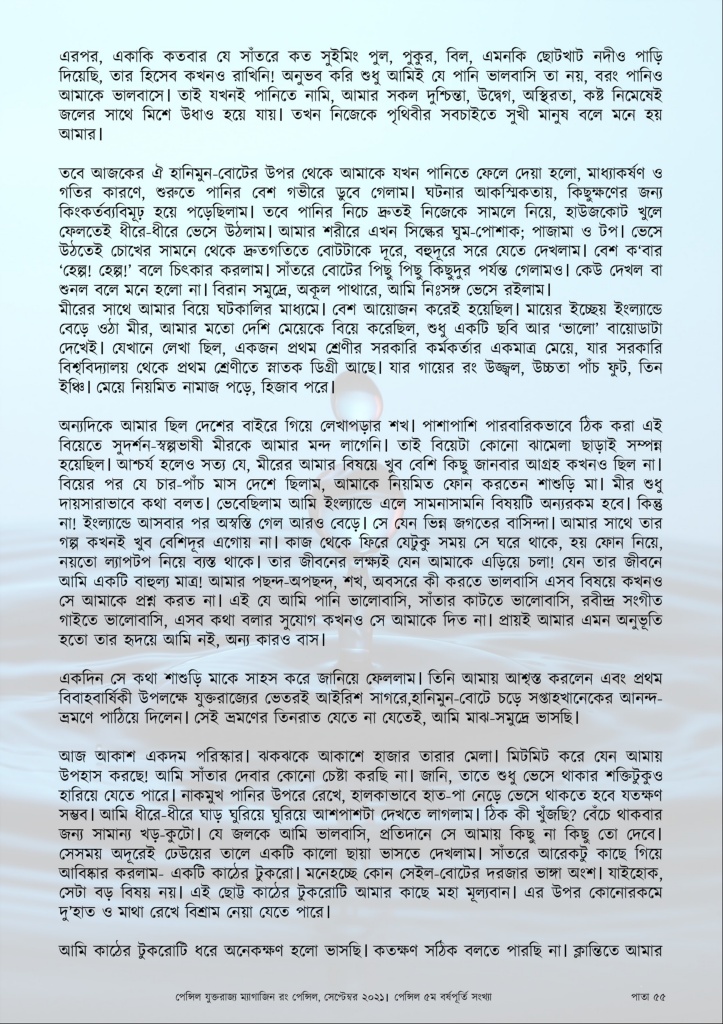 এরপর, একাকি কতবার যে সাঁতরে কত সুইমিং পুল, পুকুর, বিল, এমনকি ছোটখাট নদীও পাড়ি
দিয়েছি, তার হিসেব কখনও রাখিনি! অনুভব করি শুধু আমিই যে পানি ভালবাসি তা নয়, বরং পানিও
আমাকে ভালবাসে। তাই যখনই পানিতে নামি, আমার সকল দুশ্চিন্তা, উদ্বেগ, অস্থিরতা, কষ্ট নিমেষেই
জলের সাথে মিশে উধাও হয়ে যায়। তখন নিজেকে পৃথিবীর সবচাইতে সুখী মানুষ বলে মনে হয়
আমার।
তবে আজকের ঐ হানিমুন-বোটের উপর থেকে আমাকে যখন পানিতে ফেলে দেয়া হলো, মাধ্যাকর্ষণ ও
গতির কারণে, শুরুতে পানির বেশ গভীরে ডুবে গেলাম। ঘটনার আকস্মিকতায়, কিছুক্ষণের জন্য
কিংকর্তব্যবিমূঢ় হয়ে পড়েছিলাম। তবে পানির নিচে দ্রুতই নিজেকে সামলে নিয়ে, হাউজকোট খুলে
ফেলতেই ধীরে-ধীরে ভেসে উঠলাম। আমার শরীরে এখন সিল্কের ঘুম-পোশাক; পাজামা ও টপ। ভেসে
উঠতেই চোখের সামনে থেকে দ্রুতগতিতে বোটটাকে দূরে, বহুদূরে সরে যেতে দেখলাম। বেশ ক'বার
'হেল্প! হেল্প!' বলে চিৎকার করলাম। সাঁতরে বোটের পিছু পিছু কিছুদুর পর্যন্ত গেলামও। কেউ দেখল বা
শুনল বলে মনে হলো না। বিরান সমুদ্রে, অকূল পাথারে, আমি নিঃসঙ্গ ভেসে রইলাম।
মীরের সাথে আমার বিয়ে ঘটকালির মাধ্যমে। বেশ আয়োজন করেই হয়েছিল। মায়ের ইচ্ছেয় ইংল্যান্ডে
বেড়ে ওঠা মীর, আমার মতো দেশি মেয়েকে বিয়ে করেছিল, শুধু একটি ছবি আর 'ভালো' বায়োডাটা
দেখেই। যেখানে লেখা ছিল, একজন প্রথম শ্রেণীর সরকারি কর্মকর্তার একমাত্র মেয়ে, যার সরকারি
বিশ্ববিদ্যালয় থেকে প্রথম শ্রেণীতে স্নাতক ডিগ্রী আছে। যার গায়ের রং উজ্জ্বল, উচ্চতা পাঁচ ফুট, তিন
ইঞ্চি। মেয়ে নিয়মিত নামাজ পড়ে, হিজাব পরে।
অন্যদিকে আমার ছিল দেশের বাইরে গিয়ে লেখাপড়ার শখ। পাশাপাশি পারবারিকভাবে ঠিক করা এই
বিয়েতে সুদর্শন-স্বল্পভাষী মীরকে আমার মন্দ লাগেনি। তাই বিয়েটা কোনো ঝামেলা ছাড়াই সম্পন্ন
হয়েছিল। আশ্চর্য হলেও সত্য যে, মীরের আমার বিষয়ে খুব বেশি কিছু জানবার আগ্রহ কখনও ছিল না।
বিয়ের পর যে চার-পাঁচ মাস দেশে ছিলাম, আমাকে নিয়মিত ফোন করতেন শাশুড়ি মা। মীর শুধু
দায়সারাভাবে কথা বলত। ভেবেছিলাম আমি ইংল্যান্ডে এলে সামনাসামনি বিষয়টি অন্যরকম হবে। কিন্তু
না! ইংল্যান্ডে আসবার পর অস্বস্তি গেল আরও বেড়ে। সে যেন ভিন্ন জগতের বাসিন্দা। আমার সাথে তার
গল্প কখনই খুব বেশিদূর এগোয় না। কাজ থেকে ফিরে যেটুকু সময় সে ঘরে থাকে, হয় ফোন নিয়ে,
নয়তো ল্যাপটপ নিয়ে ব্যস্ত থাকে। তার জীবনের লক্ষ্যই যেন আমাকে এড়িয়ে চলা! যেন তার জীবনে
আমি একটি বাহুল্য মাত্র! আমার পছন্দ-অপছন্দ, শখ, অবসরে কী করতে ভালবাসি এসব বিষয়ে কখনও
সে আমাকে প্রশ্ন করত না। এই যে আমি পানি ভালোবাসি, সাঁতার কাটতে ভালোবাসি, রবীন্দ্র সংগীত
গাইতে ভালোবাসি, এসব কথা বলার সুযোগ কখনও সে আমাকে দিত না। প্রায়ই আমার এমন অনুভূতি
হতো তার হৃদয়ে আমি নই, অন্য কারও বাস।
একদিন সে কথা শাশুড়ি মাকে সাহস করে জানিয়ে ফেললাম। তিনি আমায় আশ্বস্ত করলেন এবং প্রথম
বিবাহবার্ষিকী উপলক্ষে যুক্তরাজ্যের ভেতরই আইরিশ সাগরে,হানিমুন-বোটে চড়ে সপ্তাহখানেকের আনন্দ-
ভ্রমণে পাঠিয়ে দিলেন। সেই ভ্রমণের তিনরাত যেতে না যেতেই, আমি মাঝ-সমুদ্রে ভাসছি।
আজ আকাশ একদম পরিস্কার। ঝকঝকে আকাশে হাজার তারার মেলা। মিটমিট করে যেন আমায়
উপহাস করছে! আমি সাঁতার দেবার কোনো চেষ্টা করছি না। জানি, তাতে শুধু ভেসে থাকার শক্তিটুকুও
হারিয়ে যেতে পারে। নাকমুখ পানির উপরে রেখে, হালকাভাবে হাত-পা নেড়ে ভেসে থাকতে হবে যতক্ষণ
সম্ভব। আমি ধীরে-ধীরে ঘাড় ঘুরিয়ে ঘুরিয়ে আশপাশটা দেখতে লাগলাম। ঠিক কী খুঁজছি? বেঁচে থাকবার
জন্য সামান্য খড়-কুটো। যে জলকে আমি ভালবাসি, প্রতিদানে সে আমায় কিছু না কিছু তো দেবে।
সেসময় অদূরেই ঢেউয়ের তালে একটি কালো ছায়া ভাসতে দেখলাম। সাঁতরে আরেকটু কাছে গিয়ে
আবিষ্কার করলাম- একটি কাঠের টুকরো। মনেহচ্ছে কোন সেইল-বোটের দরজার ভাঙ্গা অংশ। যাইহোক,
সেটা বড় বিষয় নয়। এই ছোট্ট কাঠের টুকরোটি আমার কাছে মহা মূল্যবান। এর উপর কোনোরকমে
দু'হাত ও মাথা রেখে বিশ্রাম নেয়া যেতে পারে।
আমি কাঠের টুকরোটি ধরে অনেকক্ষণ হলো ভাসছি। কতক্ষণ সঠিক বলতে পারছি না। ক্লান্তিতে আমার
পেন্সিল যুক্তরাজ্য ম্যাগাজিন রং পেন্সিল, সেপ্টেম্বর ২০২১। পেন্সিল ৫ম বর্ষপূর্তি সংখ্যা
পাতা ৫৫